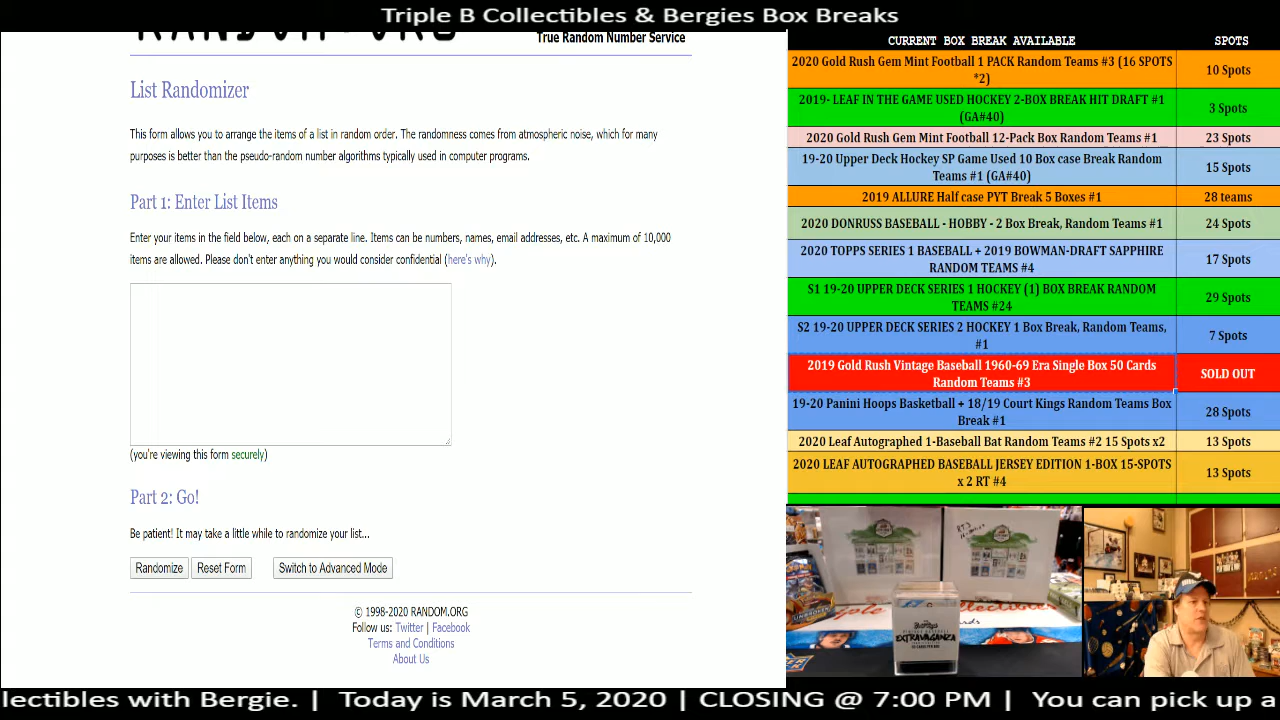 Triple B Collectibles & Bergies Box Breaks
RANDOM.ORG
True Random Number Service
List Randomizer
This form allows you to arrange the items of a list in random order. The randomness comes from atmospheric noise, which for many
purposes is better than the pseudo-random number algorithms typically used in computer programs.
Part 1: Enter List Items
Enter your items in the field below, each on a separate line. Items can be numbers, names, email addresses, etc. A maximum of 10,000
items are allowed. Please don't enter anything you would consider confidential (here's why).
(you're viewing this form securely)
Part 2: Go!
Be patient! It may take a little while to randomize your list...
Randomize Reset Form Switch to Advanced Mode
© 1998-2020 RANDOM.ORG
Follow us: Twitter | Facebook
Terms and Conditions
About Us
CURRENT BOX BREAK AVAILABLE SPOTS
2020 Gold Rush Gem Mint Football 1 PACK Random Teams #3 (16 SPOTS
*2)
10 Spots
2019- LEAF IN THE GAME USED HOCKEY 2-BOX BREAK HIT DRAFT #1
(GA#40)
3 Spots
2020 Gold Rush Gem Mint Football 12-Pack Box Random Teams #1 23 Spots
19-20 Upper Deck Hockey SP Game Used 10 Box case Break Random
Teams #1 (GA#40)
15 Spots
2019 ALLURE Half case PYT Break 5 Boxes #1 28 teams
2020 DONRUSS BASEBALL - HOBBY - 2 Box Break, Random Teams #1 24 Spots
2020 TOPPS SERIES 1 BASEBALL + 2019 BOWMAN-DRAFT SAPPHIRE
RANDOM TEAMS #4
17 Spots
S1 19-20 UPPER DECK SERIES 1 HOCKEY (1) BOX BREAK RANDOM
TEAMS #24
29 Spots
S2 19-20 UPPER DECK SERIES 2 HOCKEY 1 Box Break, Random Teams,
#1
7 Spots
2019 Gold Rush Vintage Baseball 1960-69 Era Single Box 50 Cards
Random Teams #3
SOLD OUT
19-20 Panini Hoops Basketball + 18/19 Court Kings Random Teams Box
Break #1
28 Spots
2020 Leaf Autographed 1-Baseball Bat Random Teams #2 15 Spots x2 13 Spots
2020 LEAF AUTOGRAPHED BASEBALL JERSEY EDITION 1-BOX 15-SPOTS
x 2 RT #4
13 Spots
EXTRAVAGANZA
lectibles with Bergie. | Today is March 5, 2020 | CLOSING @ 7:00 PM | You can pick up a